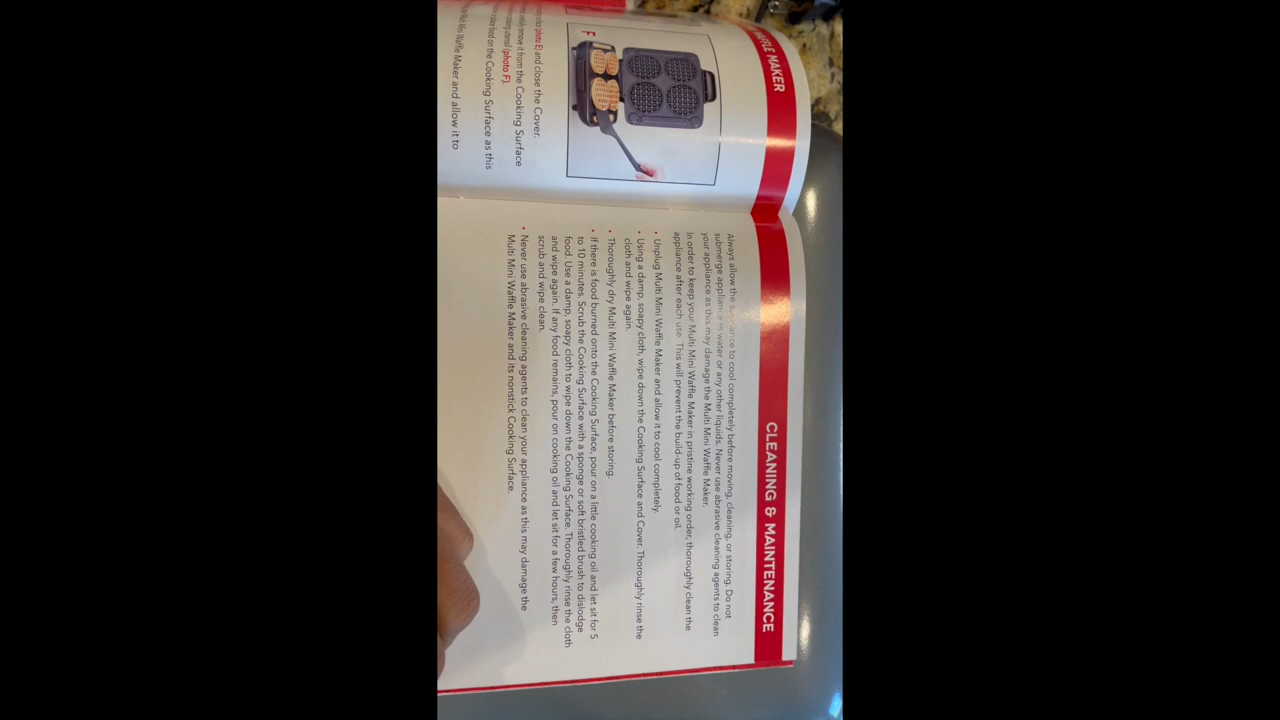 WAFFLE MAKER
F
(photo E) and close the Cover.
remove it from the Cooking Surface
cooking utensil (photo F).
place food on the Cooking Surface as this
Mini Waffle Maker and allow it to
CLEANING & MAINTENANCE
Always allow the appliance to cool completely before moving, cleaning, or storing. Do not
submerge appliance in water or any other liquids. Never use abrasive cleaning agents to clean
your appliance as this may damage the Multi Mini Waffle Maker.
In order to keep your Multi Mini Waffle Maker in pristine working order, thoroughly clean the
appliance after each use. This will prevent the build-up of food or oil.
• Unplug Multi Mini Waffle Maker and allow it to cool completely.
• Using a damp, soapy cloth, wipe down the Cooking Surface and Cover. Thoroughly rinse the
cloth and wipe again.
• Thoroughly dry Multi Mini Waffle Maker before storing.
• If there is food burned onto the Cooking Surface, pour on a little cooking oil and let sit for 5
to 10 minutes. Scrub the Cooking Surface with a sponge or soft bristled brush to dislodge
food. Use a damp, soapy cloth to wipe down the Cooking Surface. Thoroughly rinse the cloth
and wipe again. If any food remains, pour on cooking oil and let sit for a few hours, then
scrub and wipe clean.
• Never use abrasive cleaning agents to clean your appliance as this may damage the
Multi Mini Waffle Maker and its nonstick Cooking Surface.